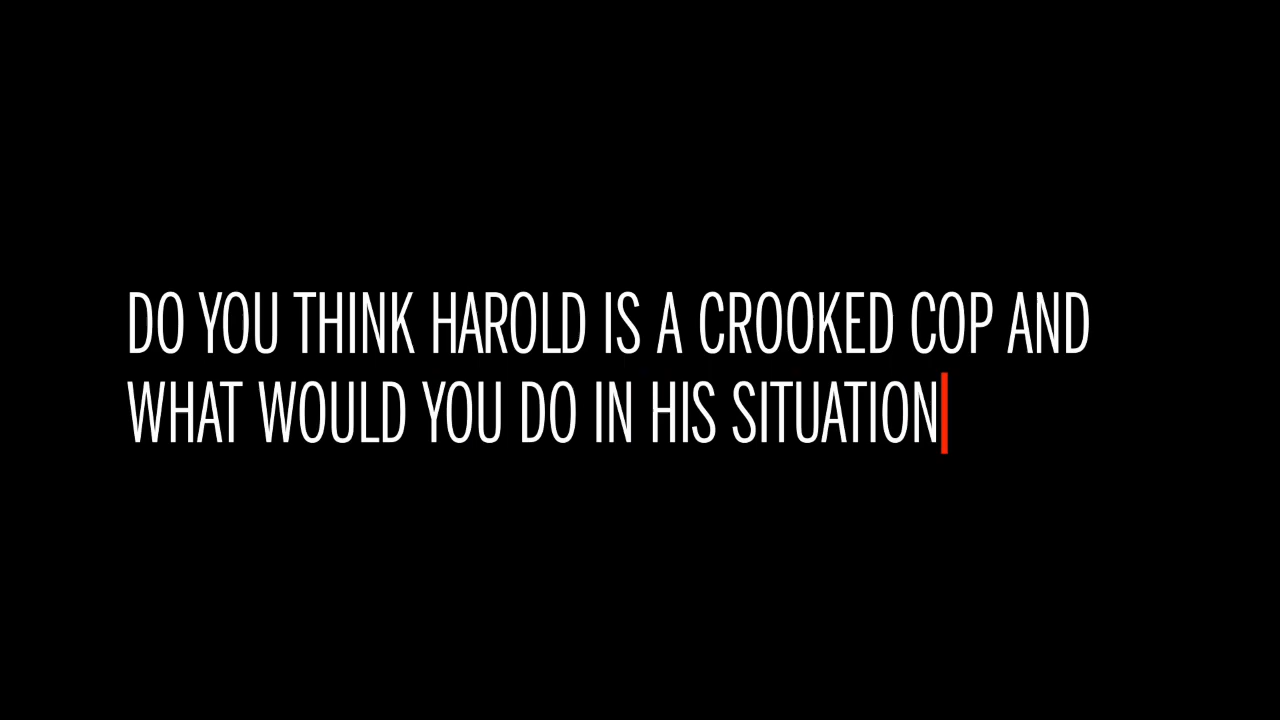 DO YOU THINK HAROLD IS A CROOKED COP AND
WHAT WOULD YOU DO IN HIS SITUATION